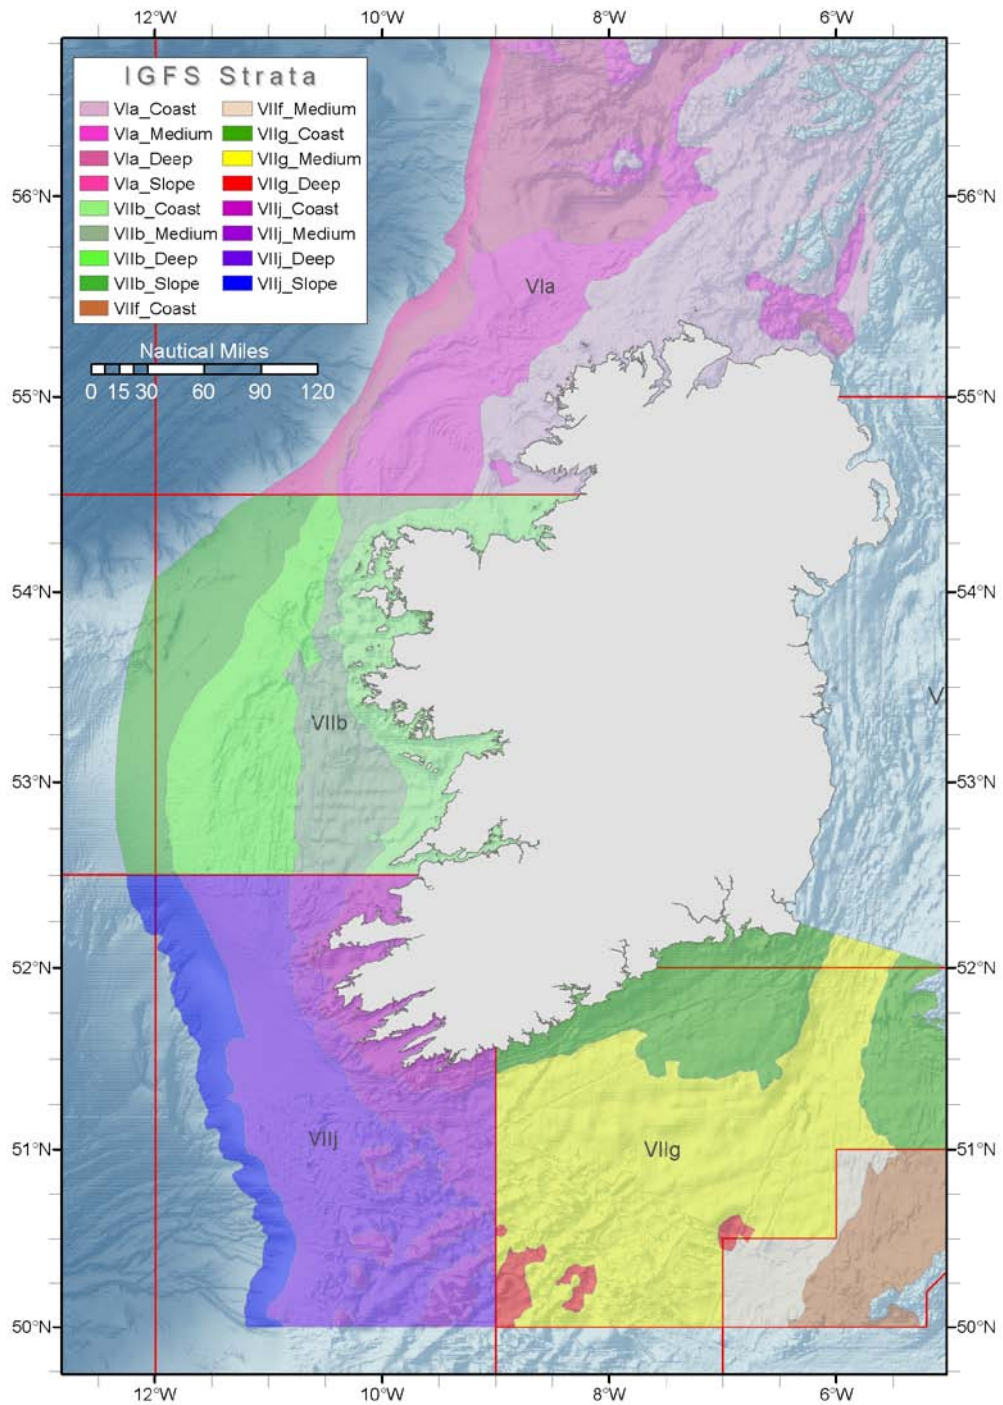 12°W 10°W 8°W 6°W
IGFS Strata
VIa_Coast VIIf_Medium
VIa_Medium VIIg_Coast
VIa_Deep VIIg_Medium
VIa_Slope VIIg_Deep
VIIb_Coast VIIj_Coast
VIIb_Medium VIIj_Medium
VIIb_Deep VIIj_Deep
VIIb_Slope VIIj_Slope
VIIf_Coast
56°N 56°N
VIa
Nautical Miles
0 15 30 60 90 120
55°N 55°N
54°N 54°N
V
VIIb
53°N 53°N
52°N 52°N
VIIj VIIg
51°N 51°N
50°N 50°N
12°W 10°W 8°W 6°W